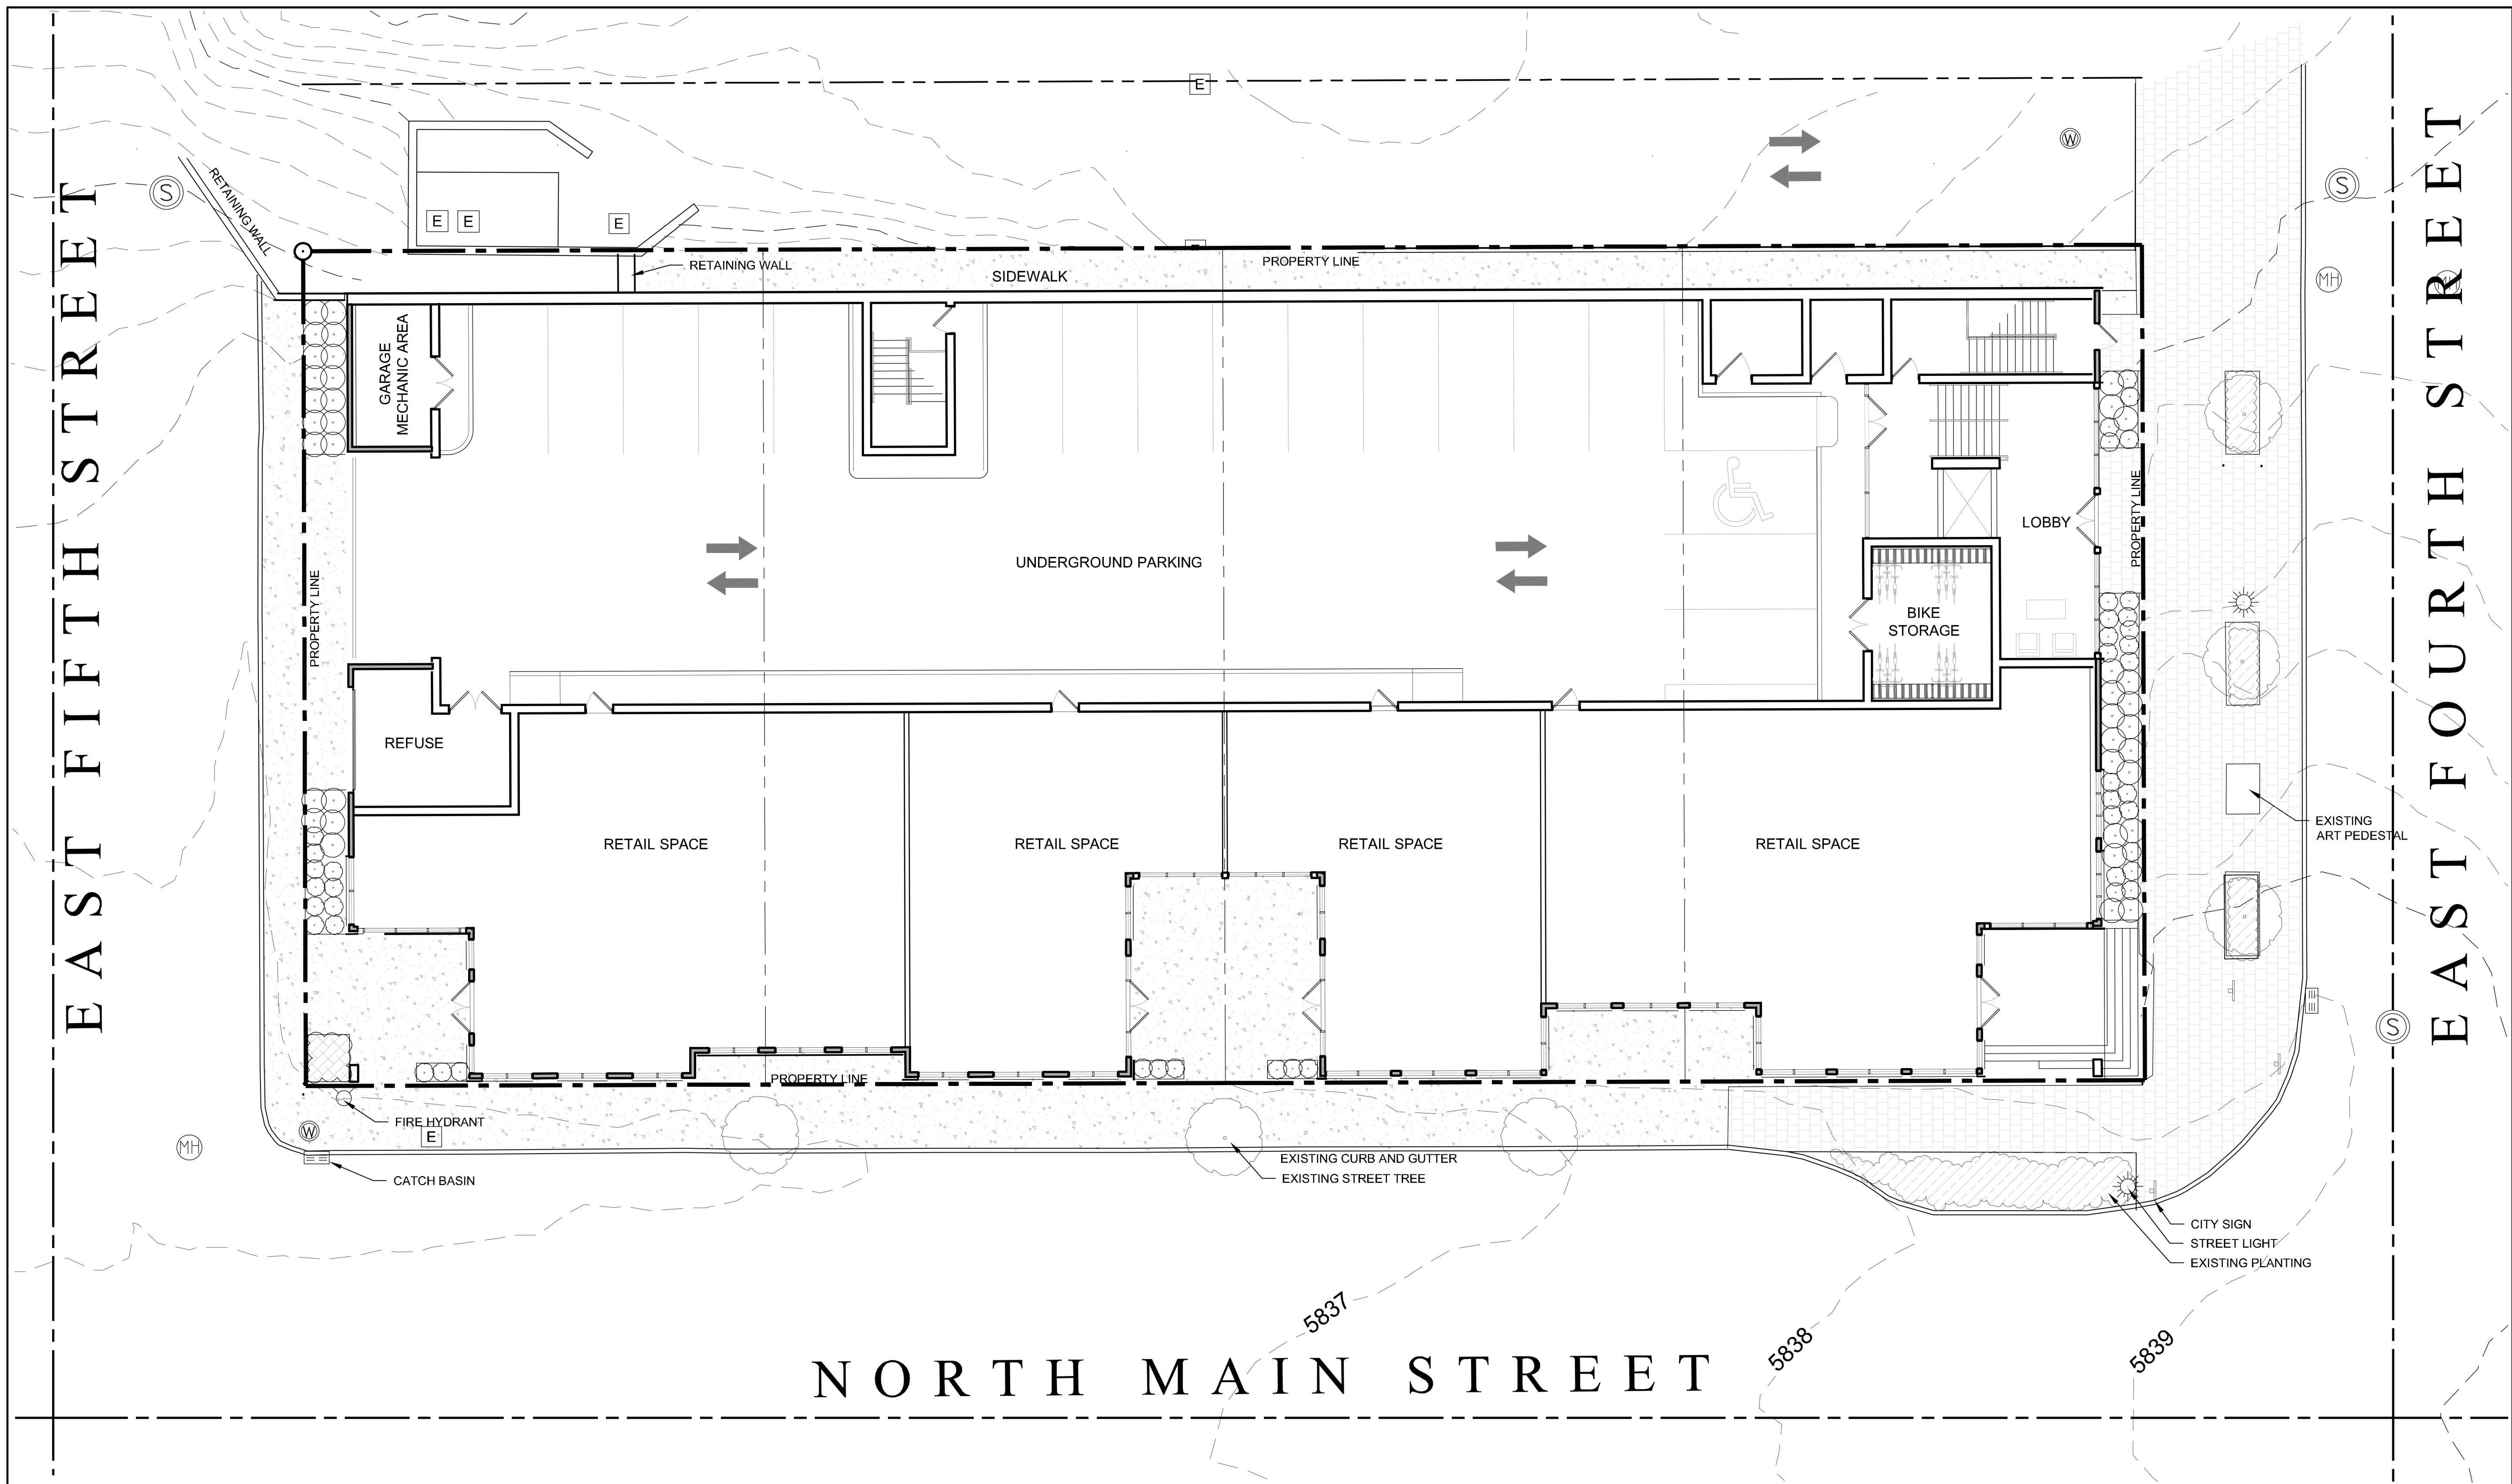 EAST FIFTH STREET
EAST FOURTH STREET
NORTH MAIN STREET
E
W
S
S
RETAINING WALL
E
E
E
RETAINING WALL
SIDEWALK
PROPERTY LINE
MH
GARAGE
MECHANIC AREA
PROPERTY LINE
PROPERTY LINE
LOBBY
UNDERGROUND PARKING
BIKE
STORAGE
REFUSE
RETAIL SPACE
RETAIL SPACE
RETAIL SPACE
RETAIL SPACE
EXISTING
ART PEDESTAL
S
PROPERTY LINE
FIRE HYDRANT
W
E
MH
CATCH BASIN
EXISTING CURB AND GUTTER
EXISTING STREET TREE
CITY SIGN
STREET LIGHT
EXISTING PLANTING
5837
5838
5839